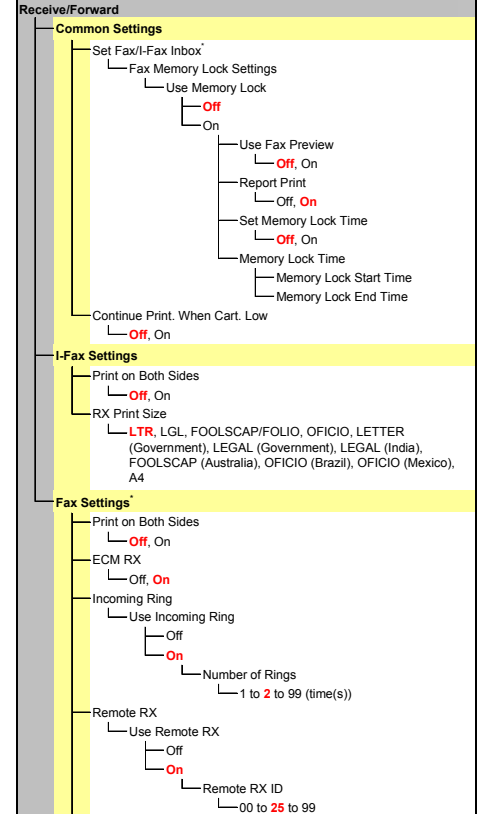 Receive/Forward
Common Settings
Set Fax/I-Fax Inbox*
Fax Memory Lock Settings
Use Memory Lock
Off
On
Use Fax Preview
Off, On
Report Print
Off, On
Set Memory Lock Time
Off, On
Memory Lock Time
Memory Lock Start Time
Memory Lock End Time
Continue Print. When Cart. Low
Off, On
I-Fax Settings
Print on Both Sides
Off, On
RX Print Size
LTR, LGL, FOOLSCAP/FOLIO, OFICIO, LETTER
(Government), LEGAL (Government), LEGAL (India),
FOOLSCAP (Australia), OFICIO (Brazil), OFICIO (Mexico),
A4
Fax Settings*
Print on Both Sides
Off, On
ECM RX
Off, On
Incoming Ring
Use Incoming Ring
Off
On
Number of Rings
1 to 2 to 99 (time(s))
Remote RX
Use Remote RX
Off
On
Remote RX ID
00 to 25 to 99